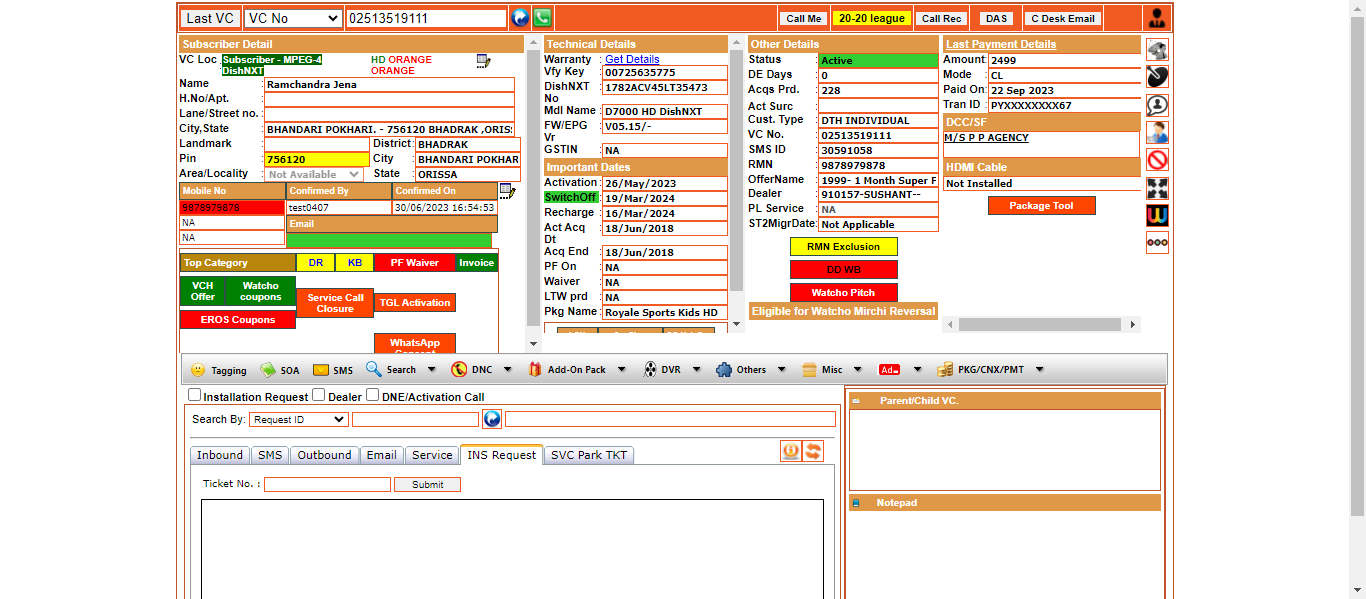 Last VC VC No 02513519111 Call Me 20-20 league Call Rec DAS C Desk Email
Subscriber Detail
VC Loc : Subscriber - MPEG-4 DishNXT HD ORANGE ORANGE
Name : Ramchandra Jena
H.No/Apt. :
Lane/Street no. :
City,State : BHANDARI POKHARI. - 756120 BHADRAK ,ORIS
Landmark : District : BHADRAK
Pin : 756120 City : BHANDARI POKHAR
Area/Locality : Not Available State : ORISSA
Mobile No Confirmed By Confirmed On
9878979878 test0407 30/06/2023 16:54:53
NA Email
NA
Top Category DR KB PF Waiver Invoice
VCH Offer Watcho coupons Service Call Closure TGL Activation
EROS Coupons
WhatsApp
Technical Details
Warranty : Get Details
Vfy Key : 00725635775
DishNXT No : 1782ACV45LT35473
Mdl Name : D7000 HD DishNXT
FW/EPG Vr : V05.15/-
GSTIN : NA
Important Dates
Activation : 26/May/2023
SwitchOff : 19/Mar/2024
Recharge : 16/Mar/2024
Act Acq Dt : 18/Jun/2018
Acq End : 18/Jun/2018
PF On : NA
Waiver : NA
LTW prd : NA
Pkg Name : Royale Sports Kids HD
Other Details
Status : Active
DE Days : 0
Acqs Prd. : 228
Act Surc :
Cust. Type : DTH INDIVIDUAL
VC No. : 02513519111
SMS ID : 30591058
RMN : 9878979878
OfferName : 1999- 1 Month Super F
Dealer : 910157-SUSHANT--
PL Service : NA
ST2MigrDate: Not Applicable
RMN Exclusion
DD WB
Watcho Pitch
Eligible for Watcho Mirchi Reversal
Last Payment Details
Amount: 2499
Mode : CL
Paid On: 22 Sep 2023
Tran ID : PYXXXXXXX67
DCC/SF
M/S P P AGENCY
HDMI Cable
Not Installed
Package Tool
Tagging SOA SMS Search DNC Add-On Pack DVR Others Misc Ad PKG/CNX/PMT
Installation Request Dealer DNE/Activation Call
Search By: Request ID
Inbound SMS Outbound Email Service INS Request SVC Park TKT
Ticket No. : Submit
Parent/Child VC.
Notepad